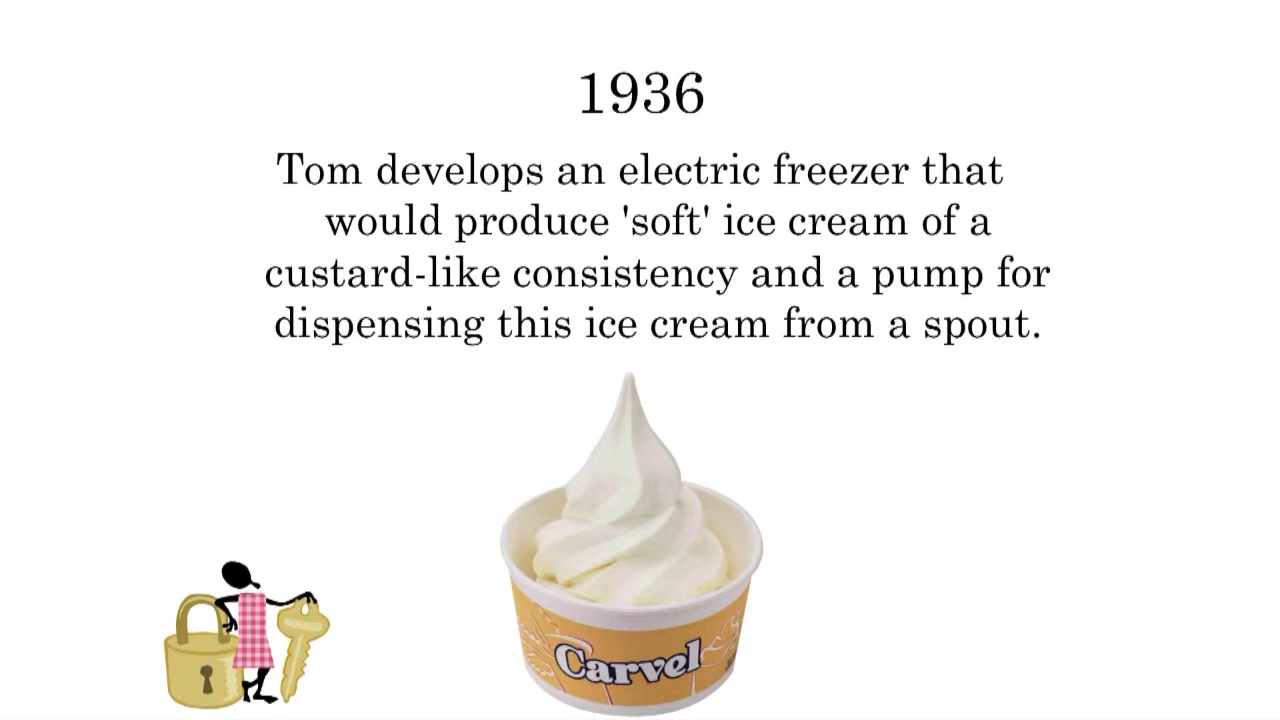 1936
Tom develops an electric freezer that
would produce 'soft' ice cream of a
custard-like consistency and a pump for
dispensing this ice cream from a spout.
Carvel